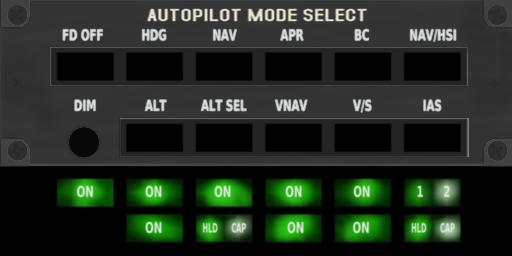 AUTOPILOT MODE SELECT
FD OFF HDG NAV APR BC NAV/HSI
DIM ALT ALT SEL VNAV V/S IAS
ON ON ON ON ON 1 2
ON HLD CAP ON ON HLD CAP